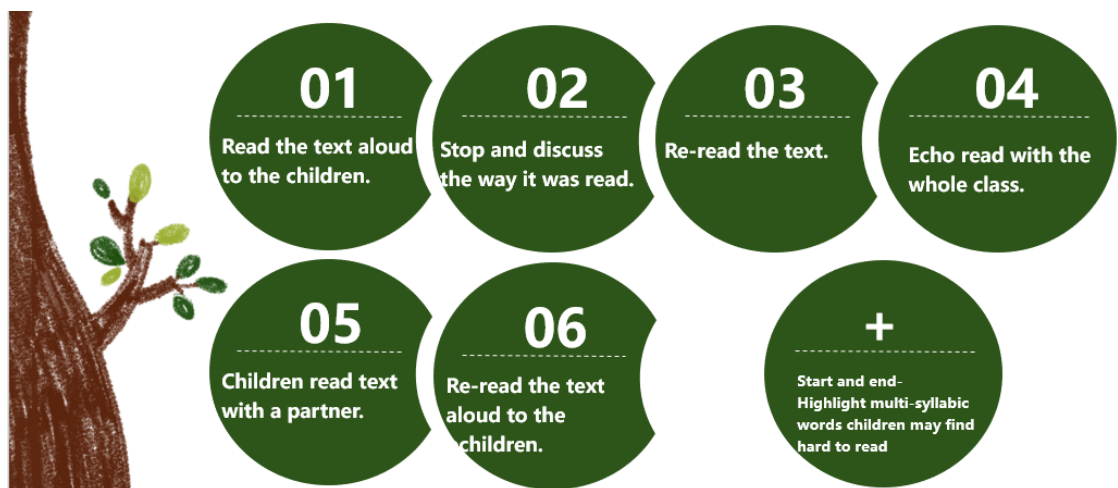 01
Read the text aloud
to the children.
02
Stop and discuss
the way it was read.
03
Re-read the text.
04
Echo read with the
whole class.
05
Children read text
with a partner.
06
Re-read the text
aloud to the
children.
+
Start and end-
Highlight multi-syllabic
words children may find
hard to read